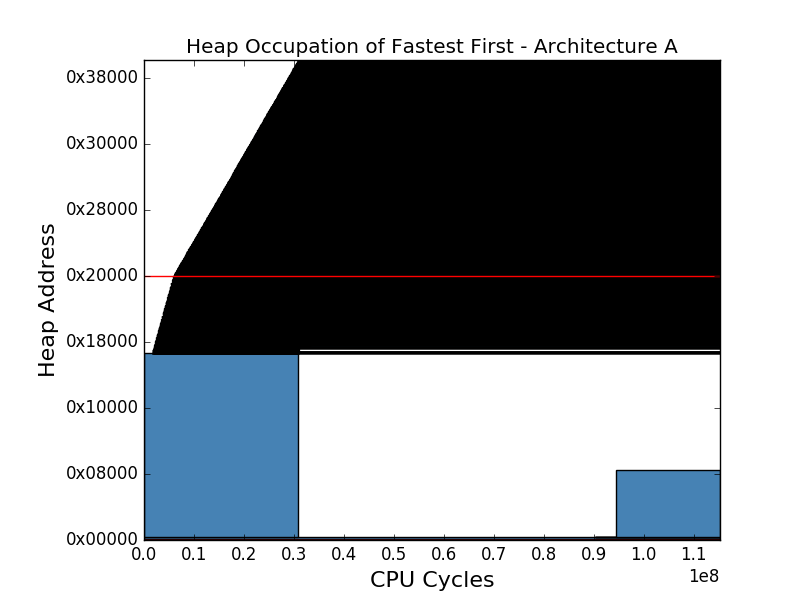 Heap Occupation of Fastest First - Architecture A
Heap Address
0x38000
0x30000
0x28000
0x20000
0x18000
0x10000
0x08000
0x00000
0.0 0.1 0.2 0.3 0.4 0.5 0.6 0.7 0.8 0.9 1.0 1.1
1e8
CPU Cycles